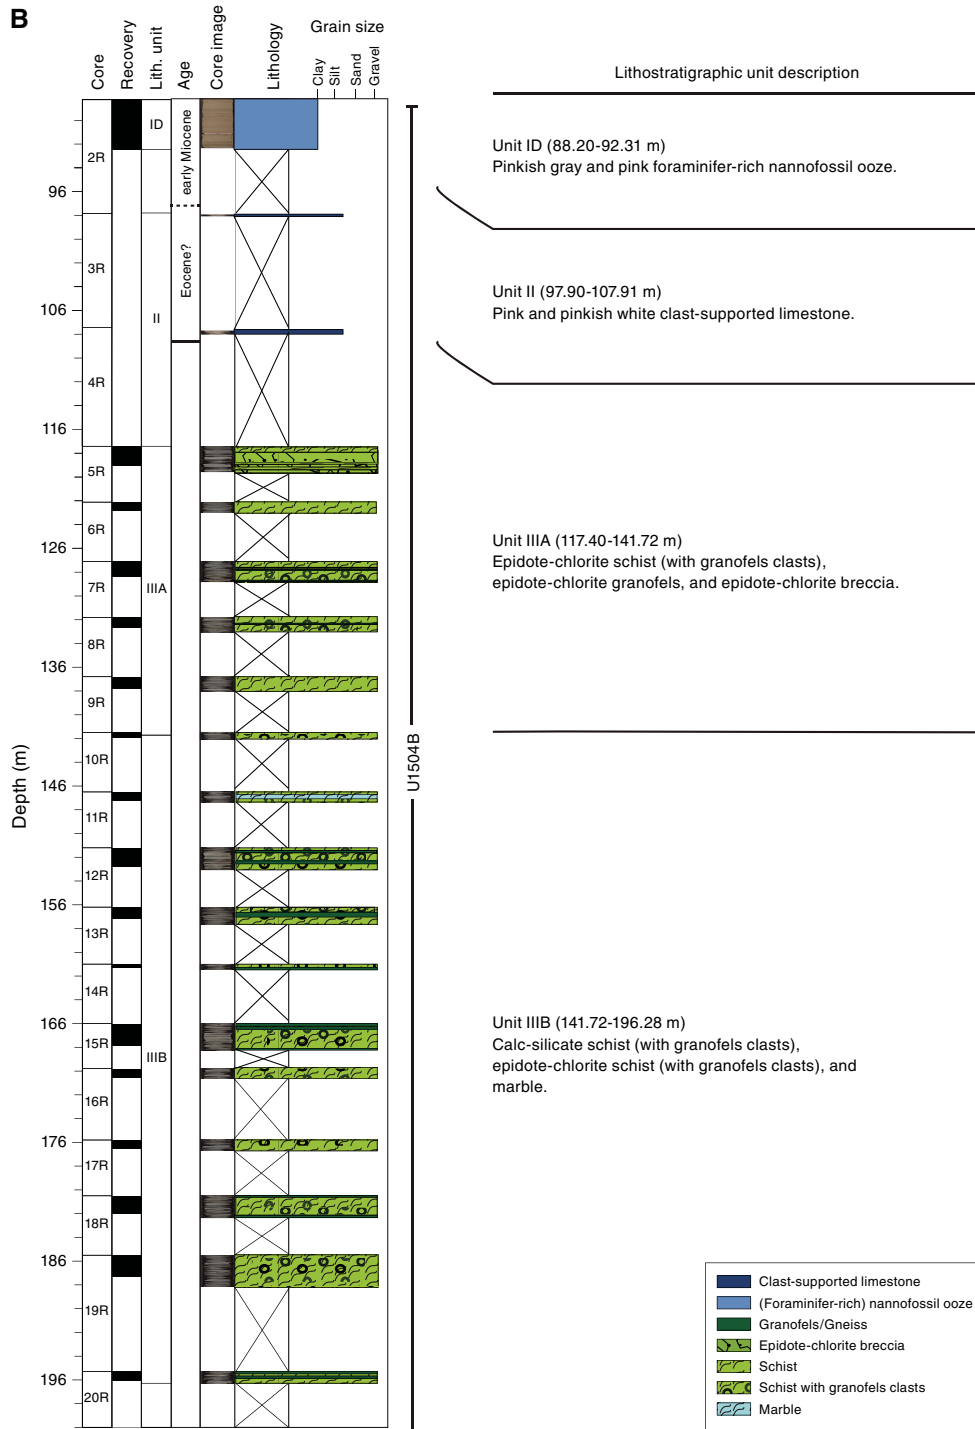 B
Core
Recovery
Lith. unit
Age
Core image
Lithology
Grain size
Clay
Silt
Sand
Gravel
Lithostratigraphic unit description
Depth (m)
96
106
116
126
136
146
156
166
176
186
196
2R
3R
4R
5R
6R
7R
8R
9R
10R
11R
12R
13R
14R
15R
16R
17R
18R
19R
20R
ID
II
IIIA
IIIB
early Miocene
Eocene?
U1504B
Unit ID (88.20-92.31 m)
Pinkish gray and pink foraminifer-rich nannofossil ooze.
Unit II (97.90-107.91 m)
Pink and pinkish white clast-supported limestone.
Unit IIIA (117.40-141.72 m)
Epidote-chlorite schist (with granofels clasts),
epidote-chlorite granofels, and epidote-chlorite breccia.
Unit IIIB (141.72-196.28 m)
Calc-silicate schist (with granofels clasts),
epidote-chlorite schist (with granofels clasts), and
marble.
Clast-supported limestone
(Foraminifer-rich) nannofossil ooze
Granofels/Gneiss
Epidote-chlorite breccia
Schist
Schist with granofels clasts
Marble